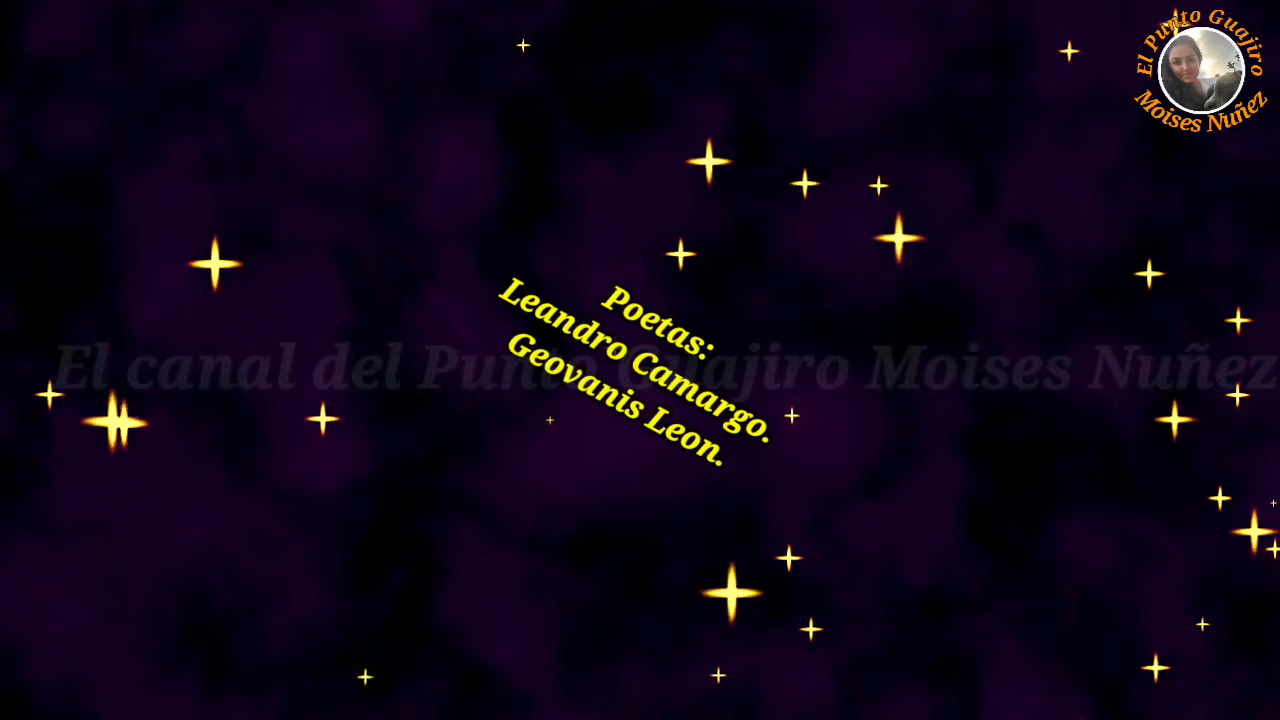 El Punto Guajiro
Moises Nuñez
Poetas:
Leandro Camargo.
Geovanis Leon.
El canal del Punto Guajiro Moises Nuñez